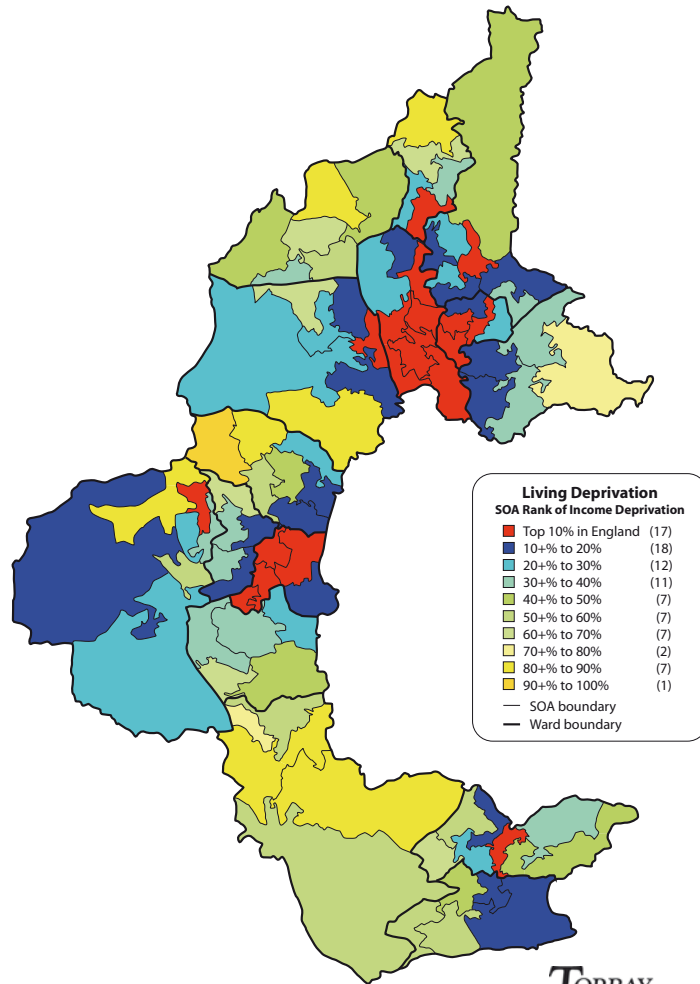 Living Deprivation
SOA Rank of Income Deprivation
Top 10% in England (17)
10+% to 20% (18)
20+% to 30% (12)
30+% to 40% (11)
40+% to 50% (7)
50+% to 60% (7)
60+% to 70% (7)
70+% to 80% (2)
80+% to 90% (7)
90+% to 100% (1)
SOA boundary
Ward boundary
TORBAY